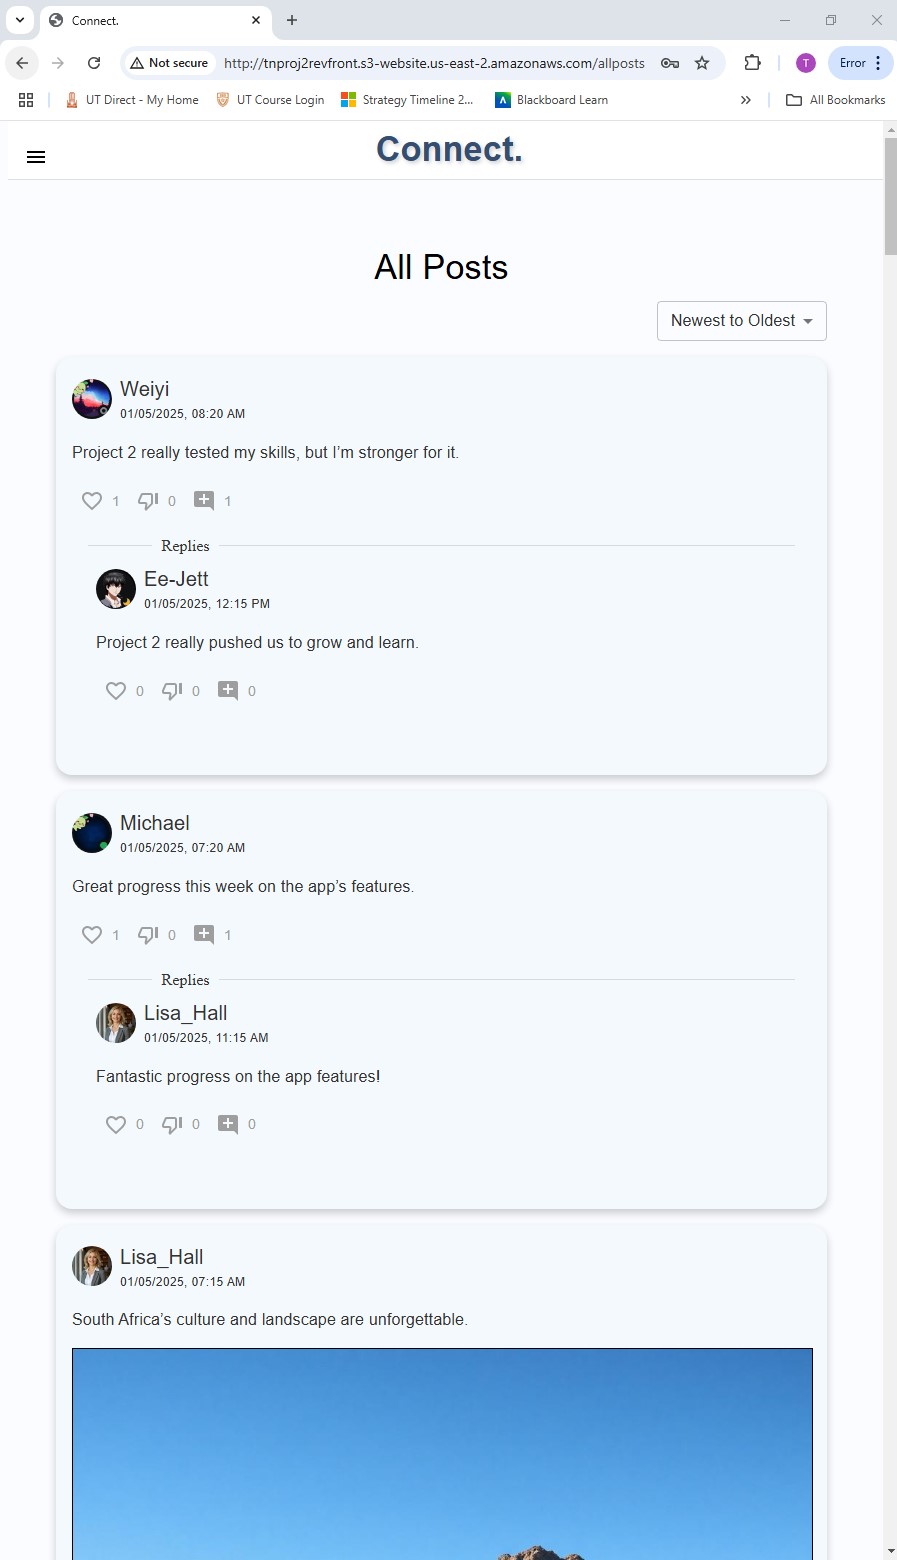 Connect.
Not secure
http://tnproj2revfront.s3-website.us-east-2.amazonaws.com/allposts
T
Error
UT Direct - My Home
UT Course Login
Strategy Timeline 2...
Blackboard Learn
All Bookmarks
Connect.
All Posts
Newest to Oldest
Weiyi
01/05/2025, 08:20 AM
Project 2 really tested my skills, but I’m stronger for it.
1 0 1
Replies
Ee-Jett
01/05/2025, 12:15 PM
Project 2 really pushed us to grow and learn.
0 0 0
Michael
01/05/2025, 07:20 AM
Great progress this week on the app’s features.
1 0 1
Replies
Lisa_Hall
01/05/2025, 11:15 AM
Fantastic progress on the app features!
0 0 0
Lisa_Hall
01/05/2025, 07:15 AM
South Africa’s culture and landscape are unforgettable.